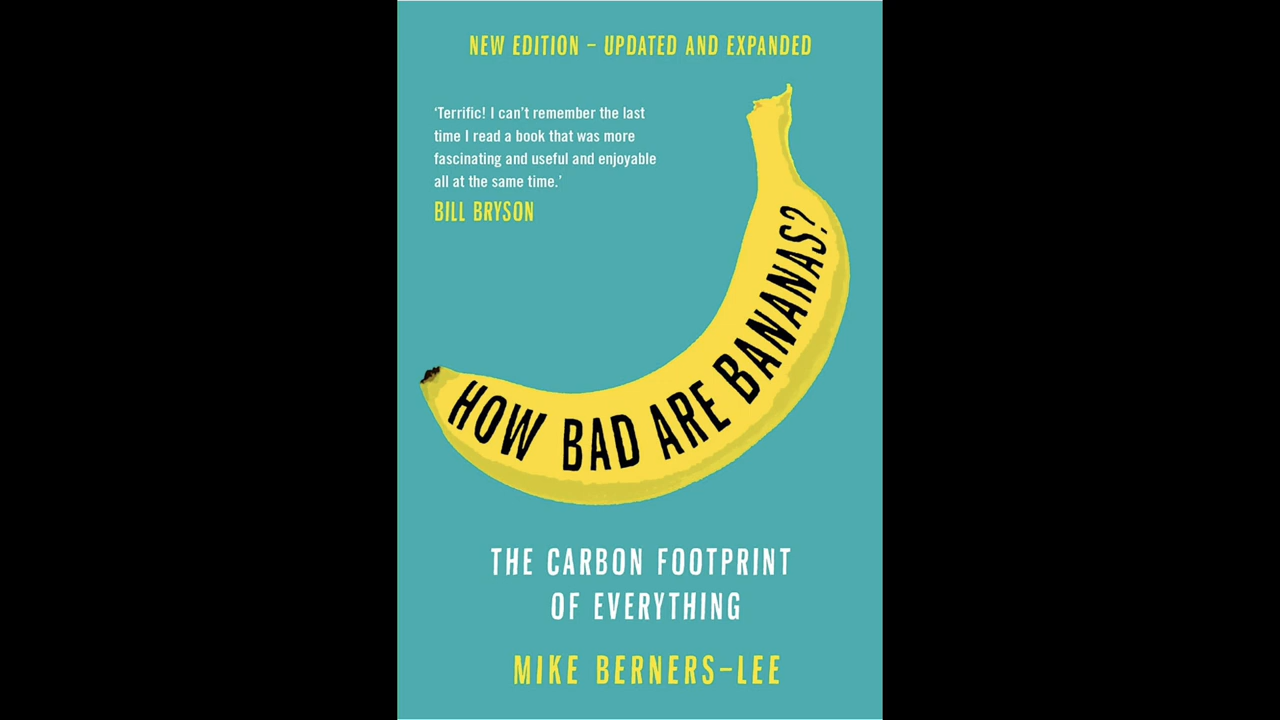 NEW EDITION – UPDATED AND EXPANDED
‘Terrific! I can’t remember the last
time I read a book that was more
fascinating and useful and enjoyable
all at the same time.’
BILL BRYSON
HOW BAD ARE BANANAS?
THE CARBON FOOTPRINT
OF EVERYTHING
MIKE BERNERS–LEE